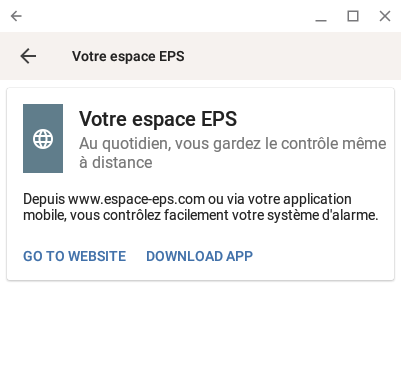 Votre espace EPS
Votre espace EPS
Au quotidien, vous gardez le contrôle même
à distance
Depuis www.espace-eps.com ou via votre application
mobile, vous contrôlez facilement votre système d'alarme.
GO TO WEBSITE DOWNLOAD APP